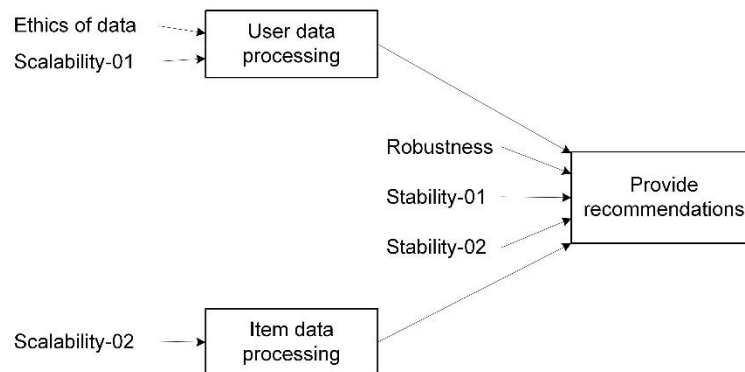 Ethics of data
Scalability-01
User data
processing
Robustness
Stability-01
Stability-02
Provide
recommendations
Scalability-02
Item data
processing